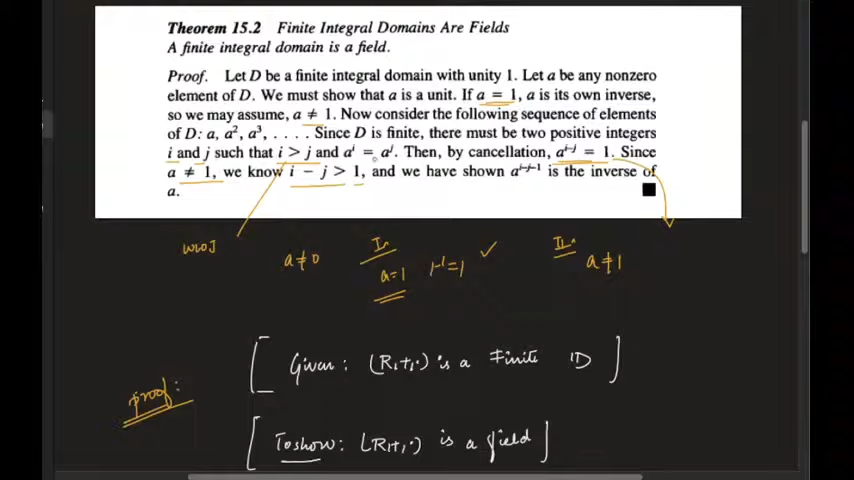 Theorem 15.2 Finite Integral Domains Are Fields
A finite integral domain is a field.
Proof. Let D be a finite integral domain with unity 1. Let a be any nonzero
element of D. We must show that a is a unit. If a = 1, a is its own inverse,
so we may assume, a ≠ 1. Now consider the following sequence of elements
of D: a, a², a³, . . . . Since D is finite, there must be two positive integers
i and j such that i > j and aⁱ = aʲ. Then, by cancellation, aⁱ⁻ʲ = 1. Since
a ≠ 1, we know i − j > 1, and we have shown aⁱ⁻ʲ⁻¹ is the inverse of
a. ■
WLOG
a≠0
I.
a=1
1⁻¹=1 ✓
II.
a≠1
proof:
[ Given: (R,+,·) is a Finite ID ]
[ To show: (R,+,·) is a field ]